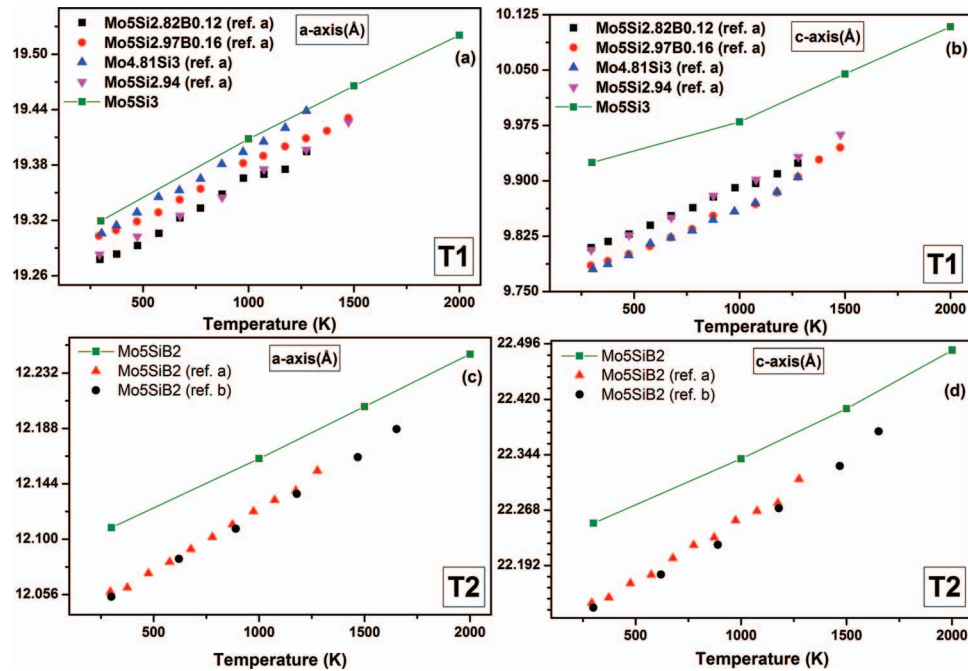 Mo5Si2.82B0.12 (ref. a)
Mo5Si2.97B0.16 (ref. a)
Mo4.81Si3 (ref. a)
Mo5Si2.94 (ref. a)
Mo5Si3
a-axis(Å)
(a)
19.50
19.44
19.38
19.32
19.26
T1
500 1000 1500 2000
Temperature (K)
Mo5Si2.82B0.12 (ref. a)
Mo5Si2.97B0.16 (ref. a)
Mo4.81Si3 (ref. a)
Mo5Si2.94 (ref. a)
Mo5Si3
c-axis(Å)
(b)
10.125
10.050
9.975
9.900
9.825
9.750
T1
500 1000 1500 2000
Temperature (K)
Mo5SiB2
Mo5SiB2 (ref. a)
Mo5SiB2 (ref. b)
a-axis(Å)
(c)
12.232
12.188
12.144
12.100
12.056
T2
500 1000 1500 2000
Temperature (K)
Mo5SiB2
Mo5SiB2 (ref. a)
Mo5SiB2 (ref. b)
c-axis(Å)
(d)
22.496
22.420
22.344
22.268
22.192
T2
500 1000 1500 2000
Temperature (K)